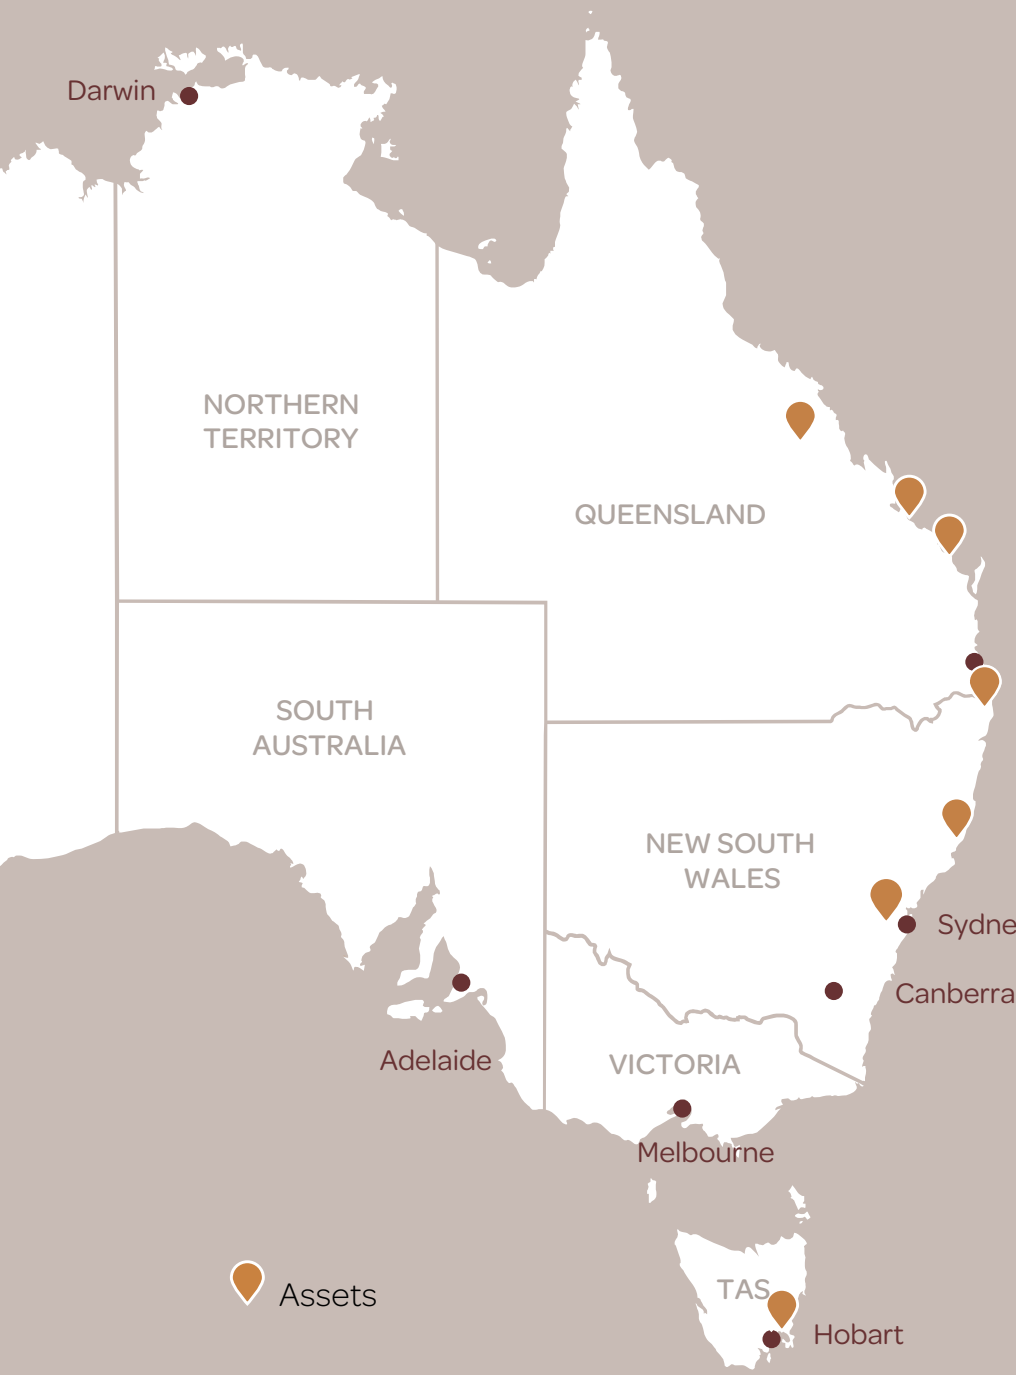 Darwin
NORTHERN
TERRITORY
QUEENSLAND
SOUTH
AUSTRALIA
NEW SOUTH
WALES
Sydne
Canberra
Adelaide
VICTORIA
Melbourne
TAS
Assets
Hobart